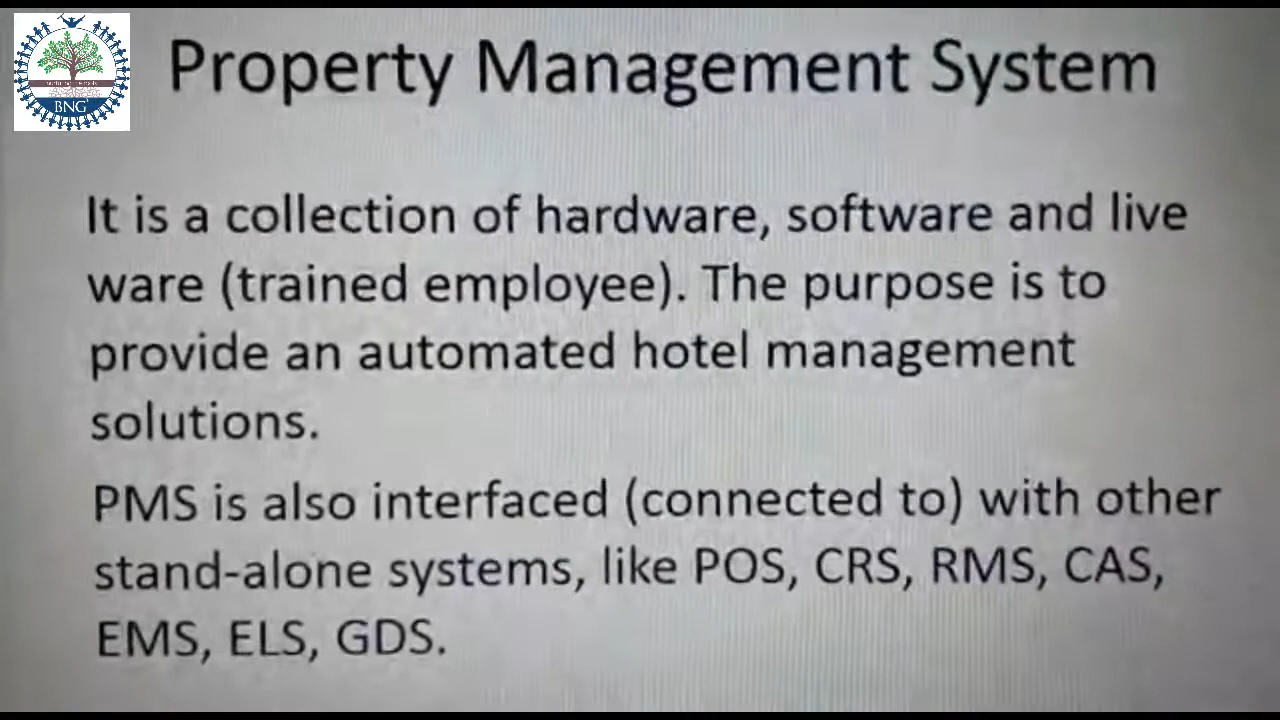 Property Management System
BNG
It is a collection of hardware, software and live
ware (trained employee). The purpose is to
provide an automated hotel management
solutions.
PMS is also interfaced (connected to) with other
stand-alone systems, like POS, CRS, RMS, CAS,
EMS, ELS, GDS.